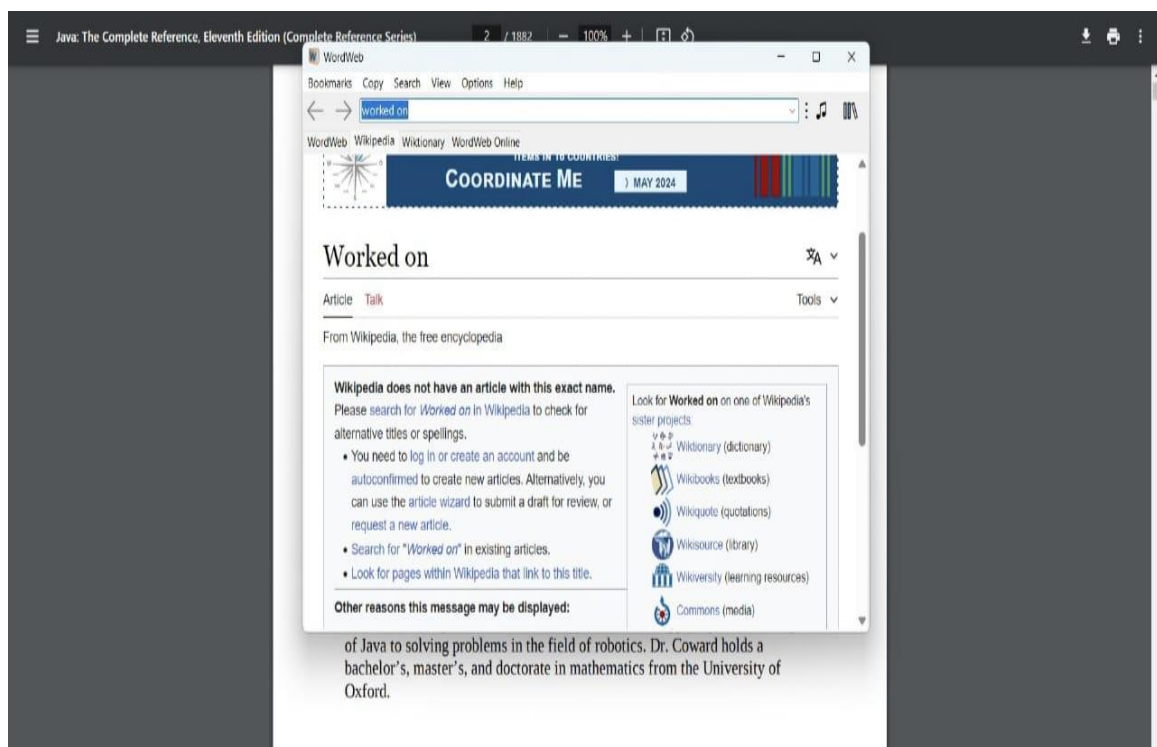 Java: The Complete Reference, Eleventh Edition (Complete Reference Series)
2 / 1882 — 100% +
WordWeb
Bookmarks Copy Search View Options Help
worked on
WordWeb Wikipedia Wiktionary WordWeb Online
ITEMS IN 10 COUNTRIES!
COORDINATE ME
MAY 2024
Worked on
Article Talk
Tools
From Wikipedia, the free encyclopedia
Wikipedia does not have an article with this exact name.
Please search for Worked on in Wikipedia to check for
alternative titles or spellings.
• You need to log in or create an account and be
autoconfirmed to create new articles. Alternatively, you
can use the article wizard to submit a draft for review, or
request a new article.
• Search for "Worked on" in existing articles.
• Look for pages within Wikipedia that link to this title.
Other reasons this message may be displayed:
Look for Worked on on one of Wikipedia's
sister projects:
Wiktionary (dictionary)
Wikibooks (textbooks)
Wikiquote (quotations)
Wikisource (library)
Wikiversity (learning resources)
Commons (media)
of Java to solving problems in the field of robotics. Dr. Coward holds a
bachelor's, master's, and doctorate in mathematics from the University of
Oxford.